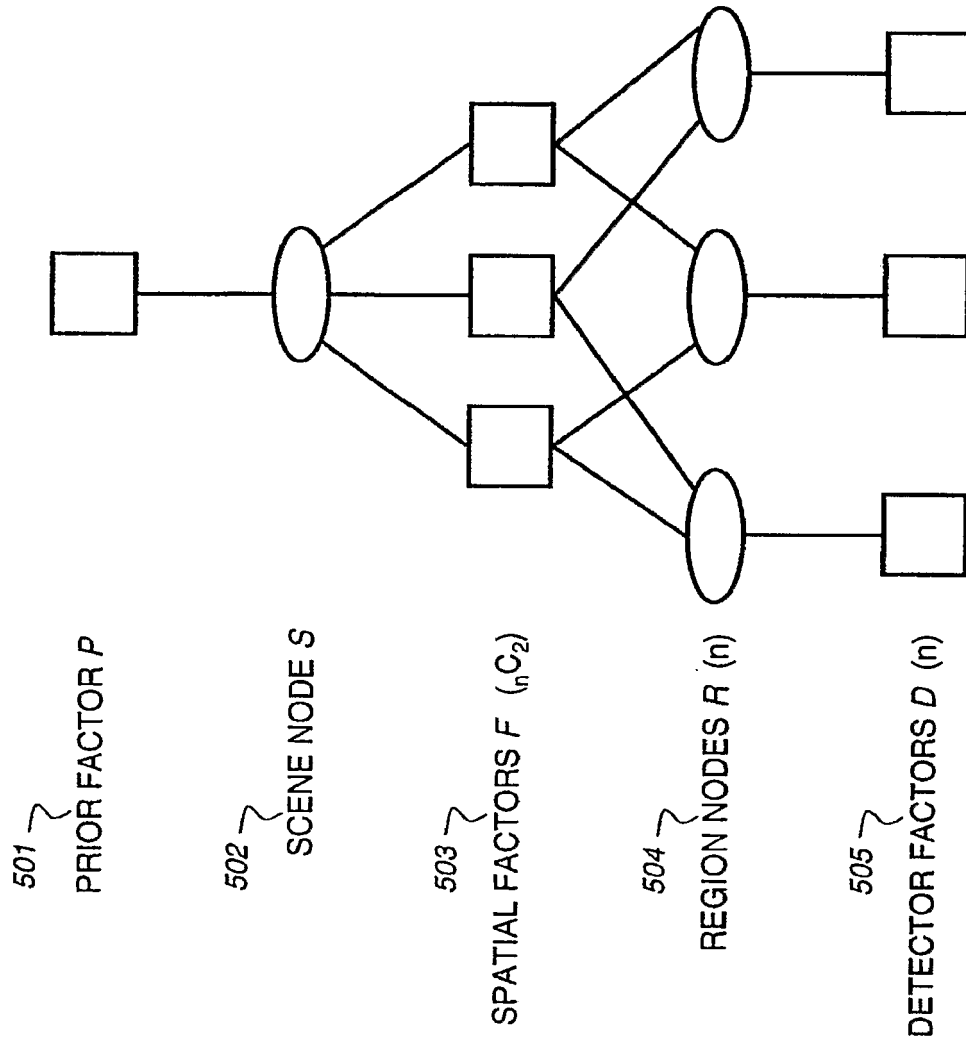 501
PRIOR FACTOR P
502
SCENE NODE S
503
SPATIAL FACTORS F (ₙC₂)
504
REGION NODES R (n)
505
DETECTOR FACTORS D (n)